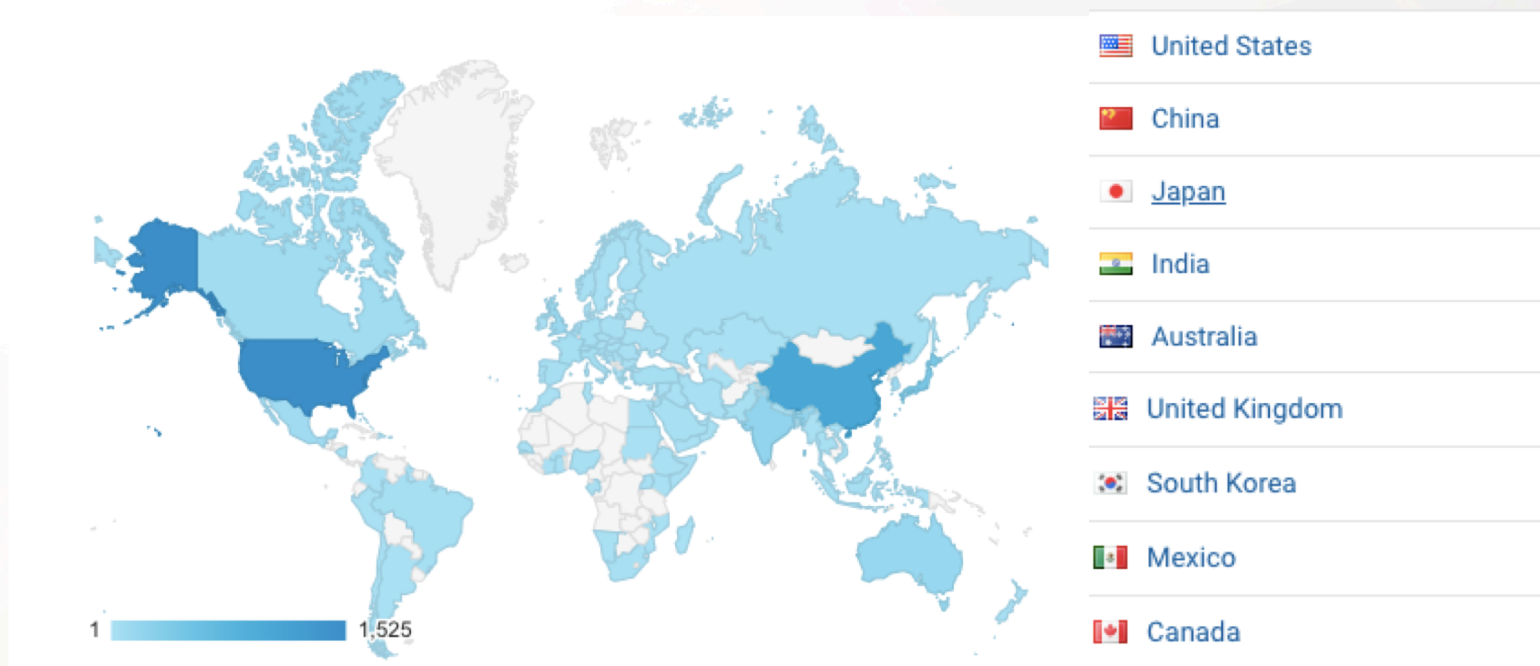 United States
China
Japan
India
Australia
United Kingdom
South Korea
Mexico
Canada
1 1,525